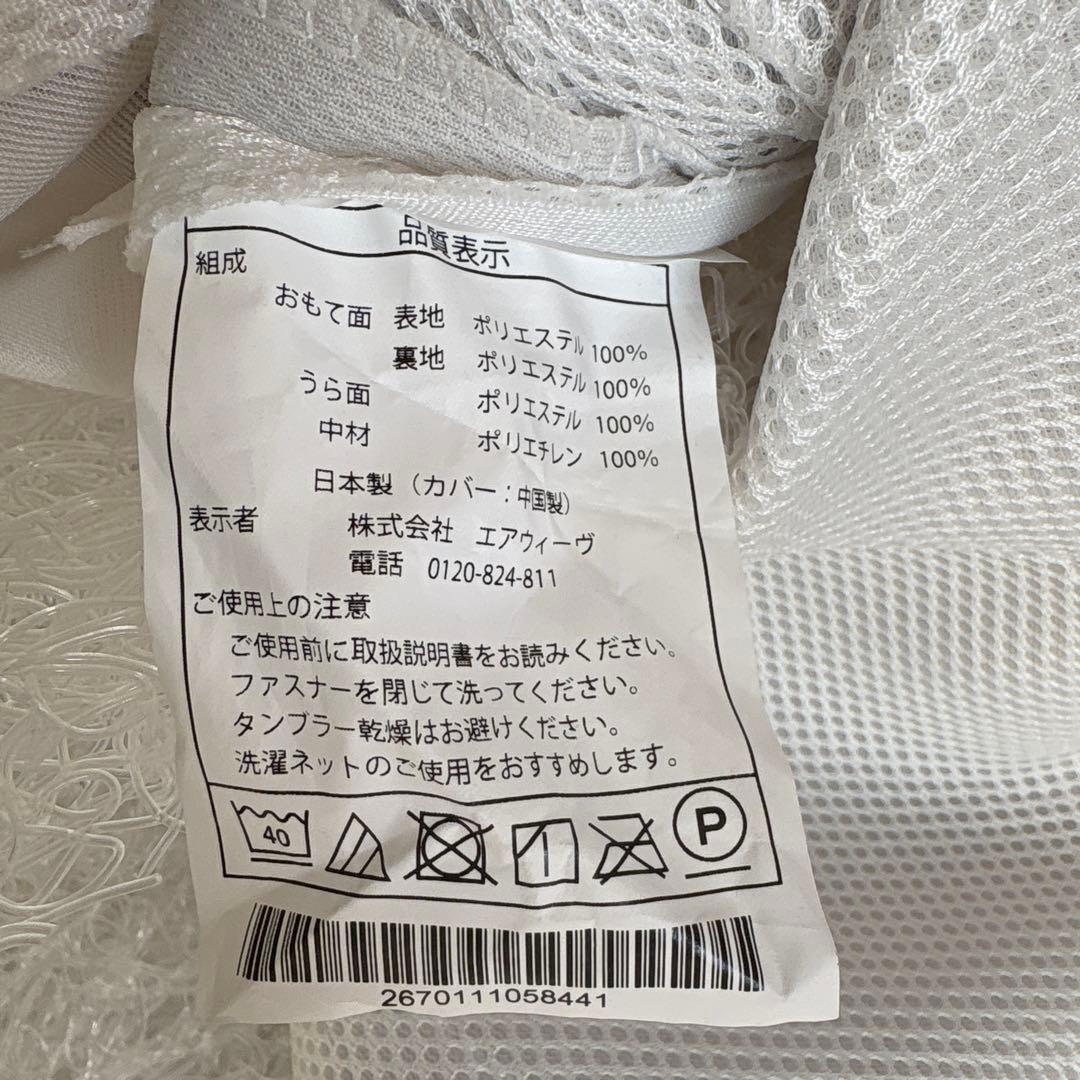 品質表示
組成
おもて面 表地 ポリエステル 100%
裏地 ポリエステル 100%
うら面 ポリエステル 100%
中材 ポリエチレン 100%
日本製（カバー：中国製）
表示者 株式会社 エアウィーヴ
電話 0120-824-811
ご使用上の注意
ご使用前に取扱説明書をお読みください。
ファスナーを閉じて洗ってください。
タンブラー乾燥はお避けください。
洗濯ネットのご使用をおすすめします。
40 P
2670111058441